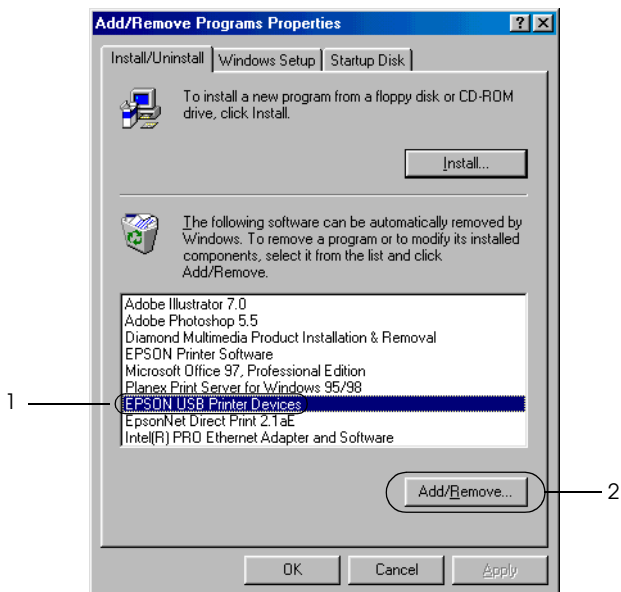 Add/Remove Programs Properties
Install/Uninstall Windows Setup Startup Disk
To install a new program from a floppy disk or CD-ROM
drive, click Install.
Install...
The following software can be automatically removed by
Windows. To remove a program or to modify its installed
components, select it from the list and click
Add/Remove.
Adobe Illustrator 7.0
Adobe Photoshop 5.5
Diamond Multimedia Product Installation & Removal
EPSON Printer Software
Microsoft Office 97, Professional Edition
Planex Print Server for Windows 95/98
1 EPSON USB Printer Devices
EpsonNet Direct Print 2.1aE
Intel(R) PRO Ethernet Adapter and Software
Add/Remove... 2
OK Cancel Apply